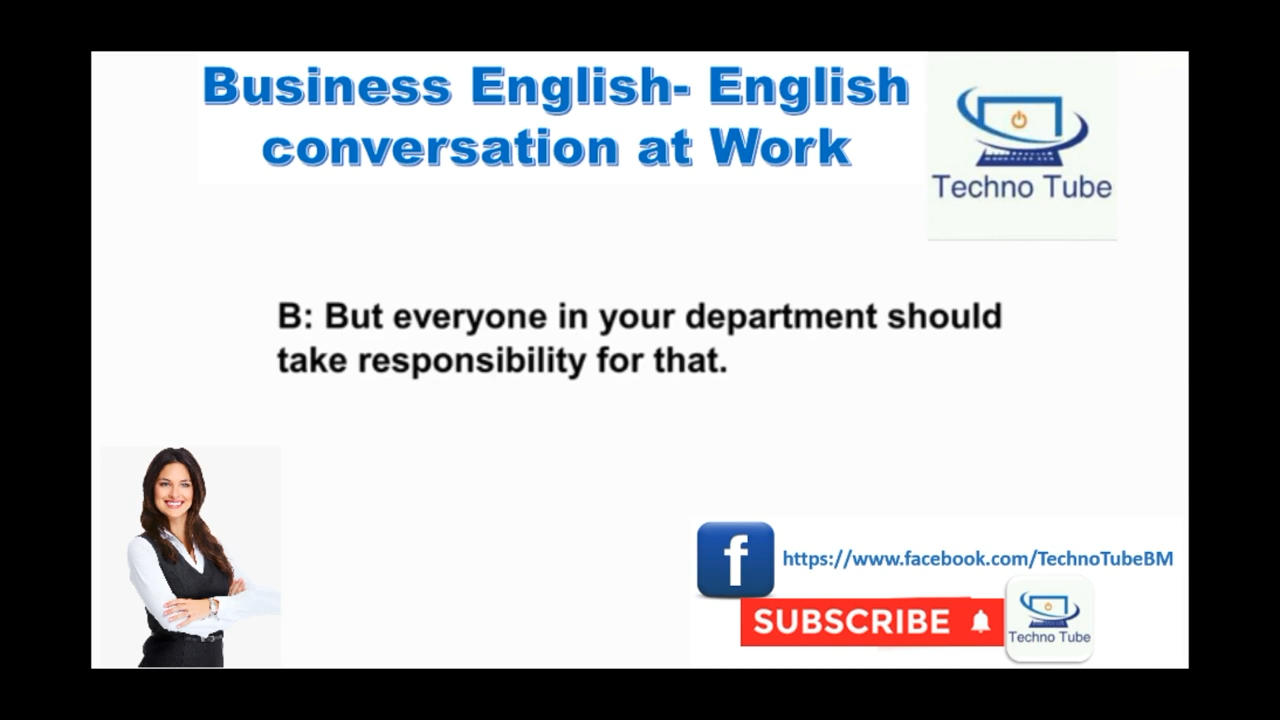 Business English- English
conversation at Work
Techno Tube
B: But everyone in your department should
take responsibility for that.
f
https://www.facebook.com/TechnoTubeBM
SUBSCRIBE
Techno Tube